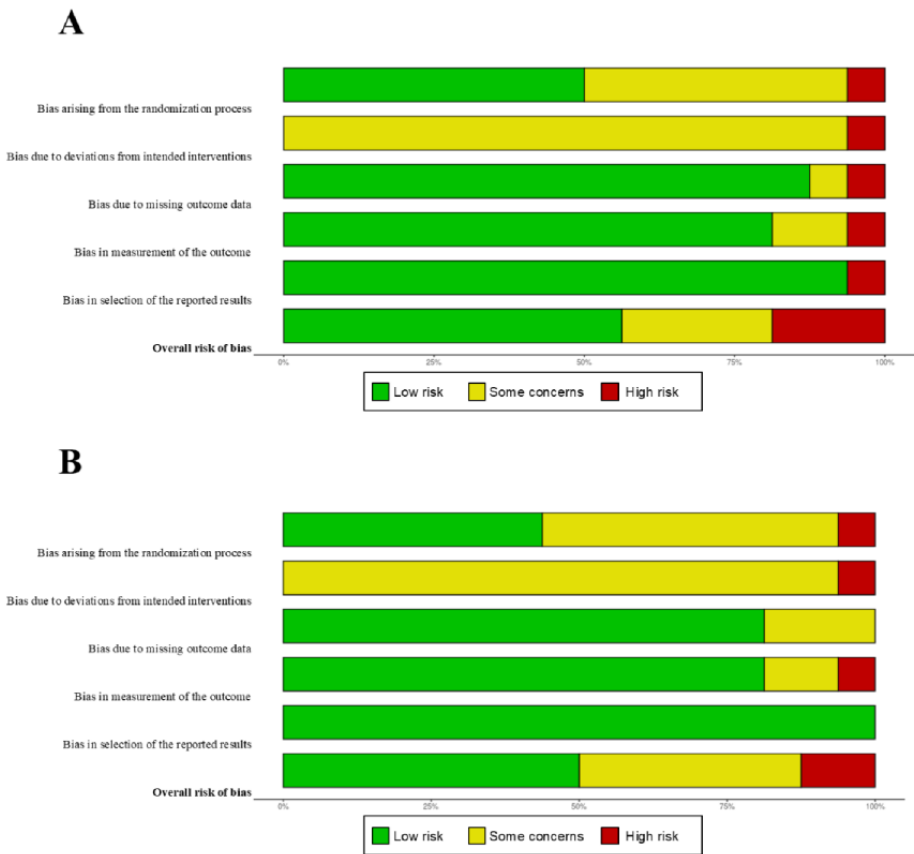 A
Bias arising from the randomization process
Bias due to deviations from intended interventions
Bias due to missing outcome data
Bias in measurement of the outcome
Bias in selection of the reported results
Overall risk of bias
0% 25% 50% 75% 100%
Low risk Some concerns High risk
B
Bias arising from the randomization process
Bias due to deviations from intended interventions
Bias due to missing outcome data
Bias in measurement of the outcome
Bias in selection of the reported results
Overall risk of bias
0% 25% 50% 75% 100%
Low risk Some concerns High risk